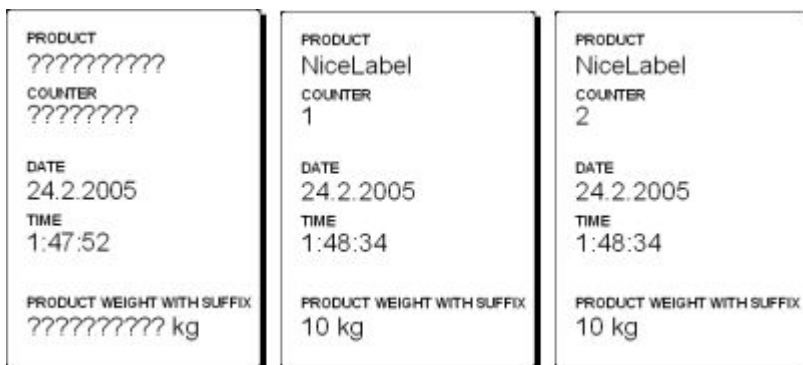 PRODUCT
??????????
COUNTER
????????
DATE
24.2.2005
TIME
1:47:52
PRODUCT WEIGHT WITH SUFFIX
?????????? kg
PRODUCT
NiceLabel
COUNTER
1
DATE
24.2.2005
TIME
1:48:34
PRODUCT WEIGHT WITH SUFFIX
10 kg
PRODUCT
NiceLabel
COUNTER
2
DATE
24.2.2005
TIME
1:48:34
PRODUCT WEIGHT WITH SUFFIX
10 kg